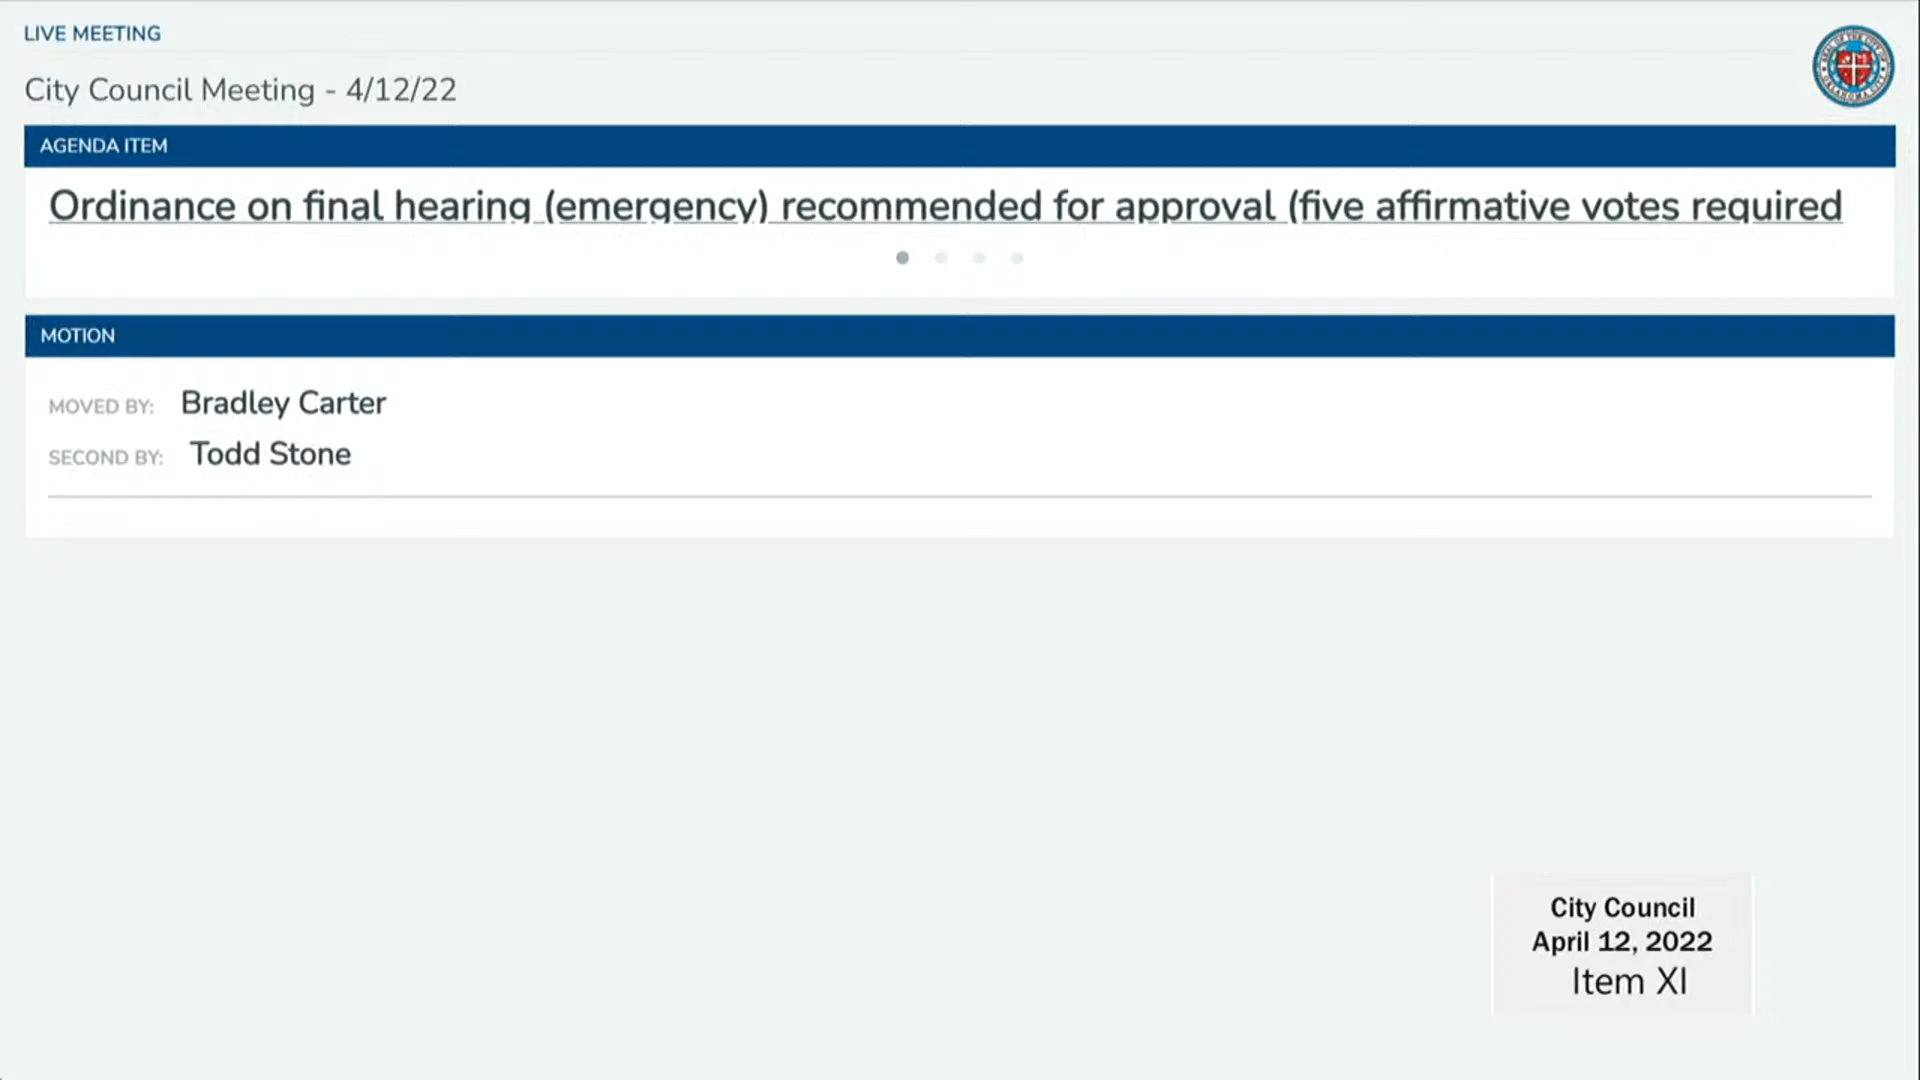 LIVE MEETING
City Council Meeting - 4/12/22
AGENDA ITEM
Ordinance on final hearing (emergency) recommended for approval (five affirmative votes required
MOTION
MOVED BY: Bradley Carter
SECOND BY: Todd Stone
City Council
April 12, 2022
Item XI